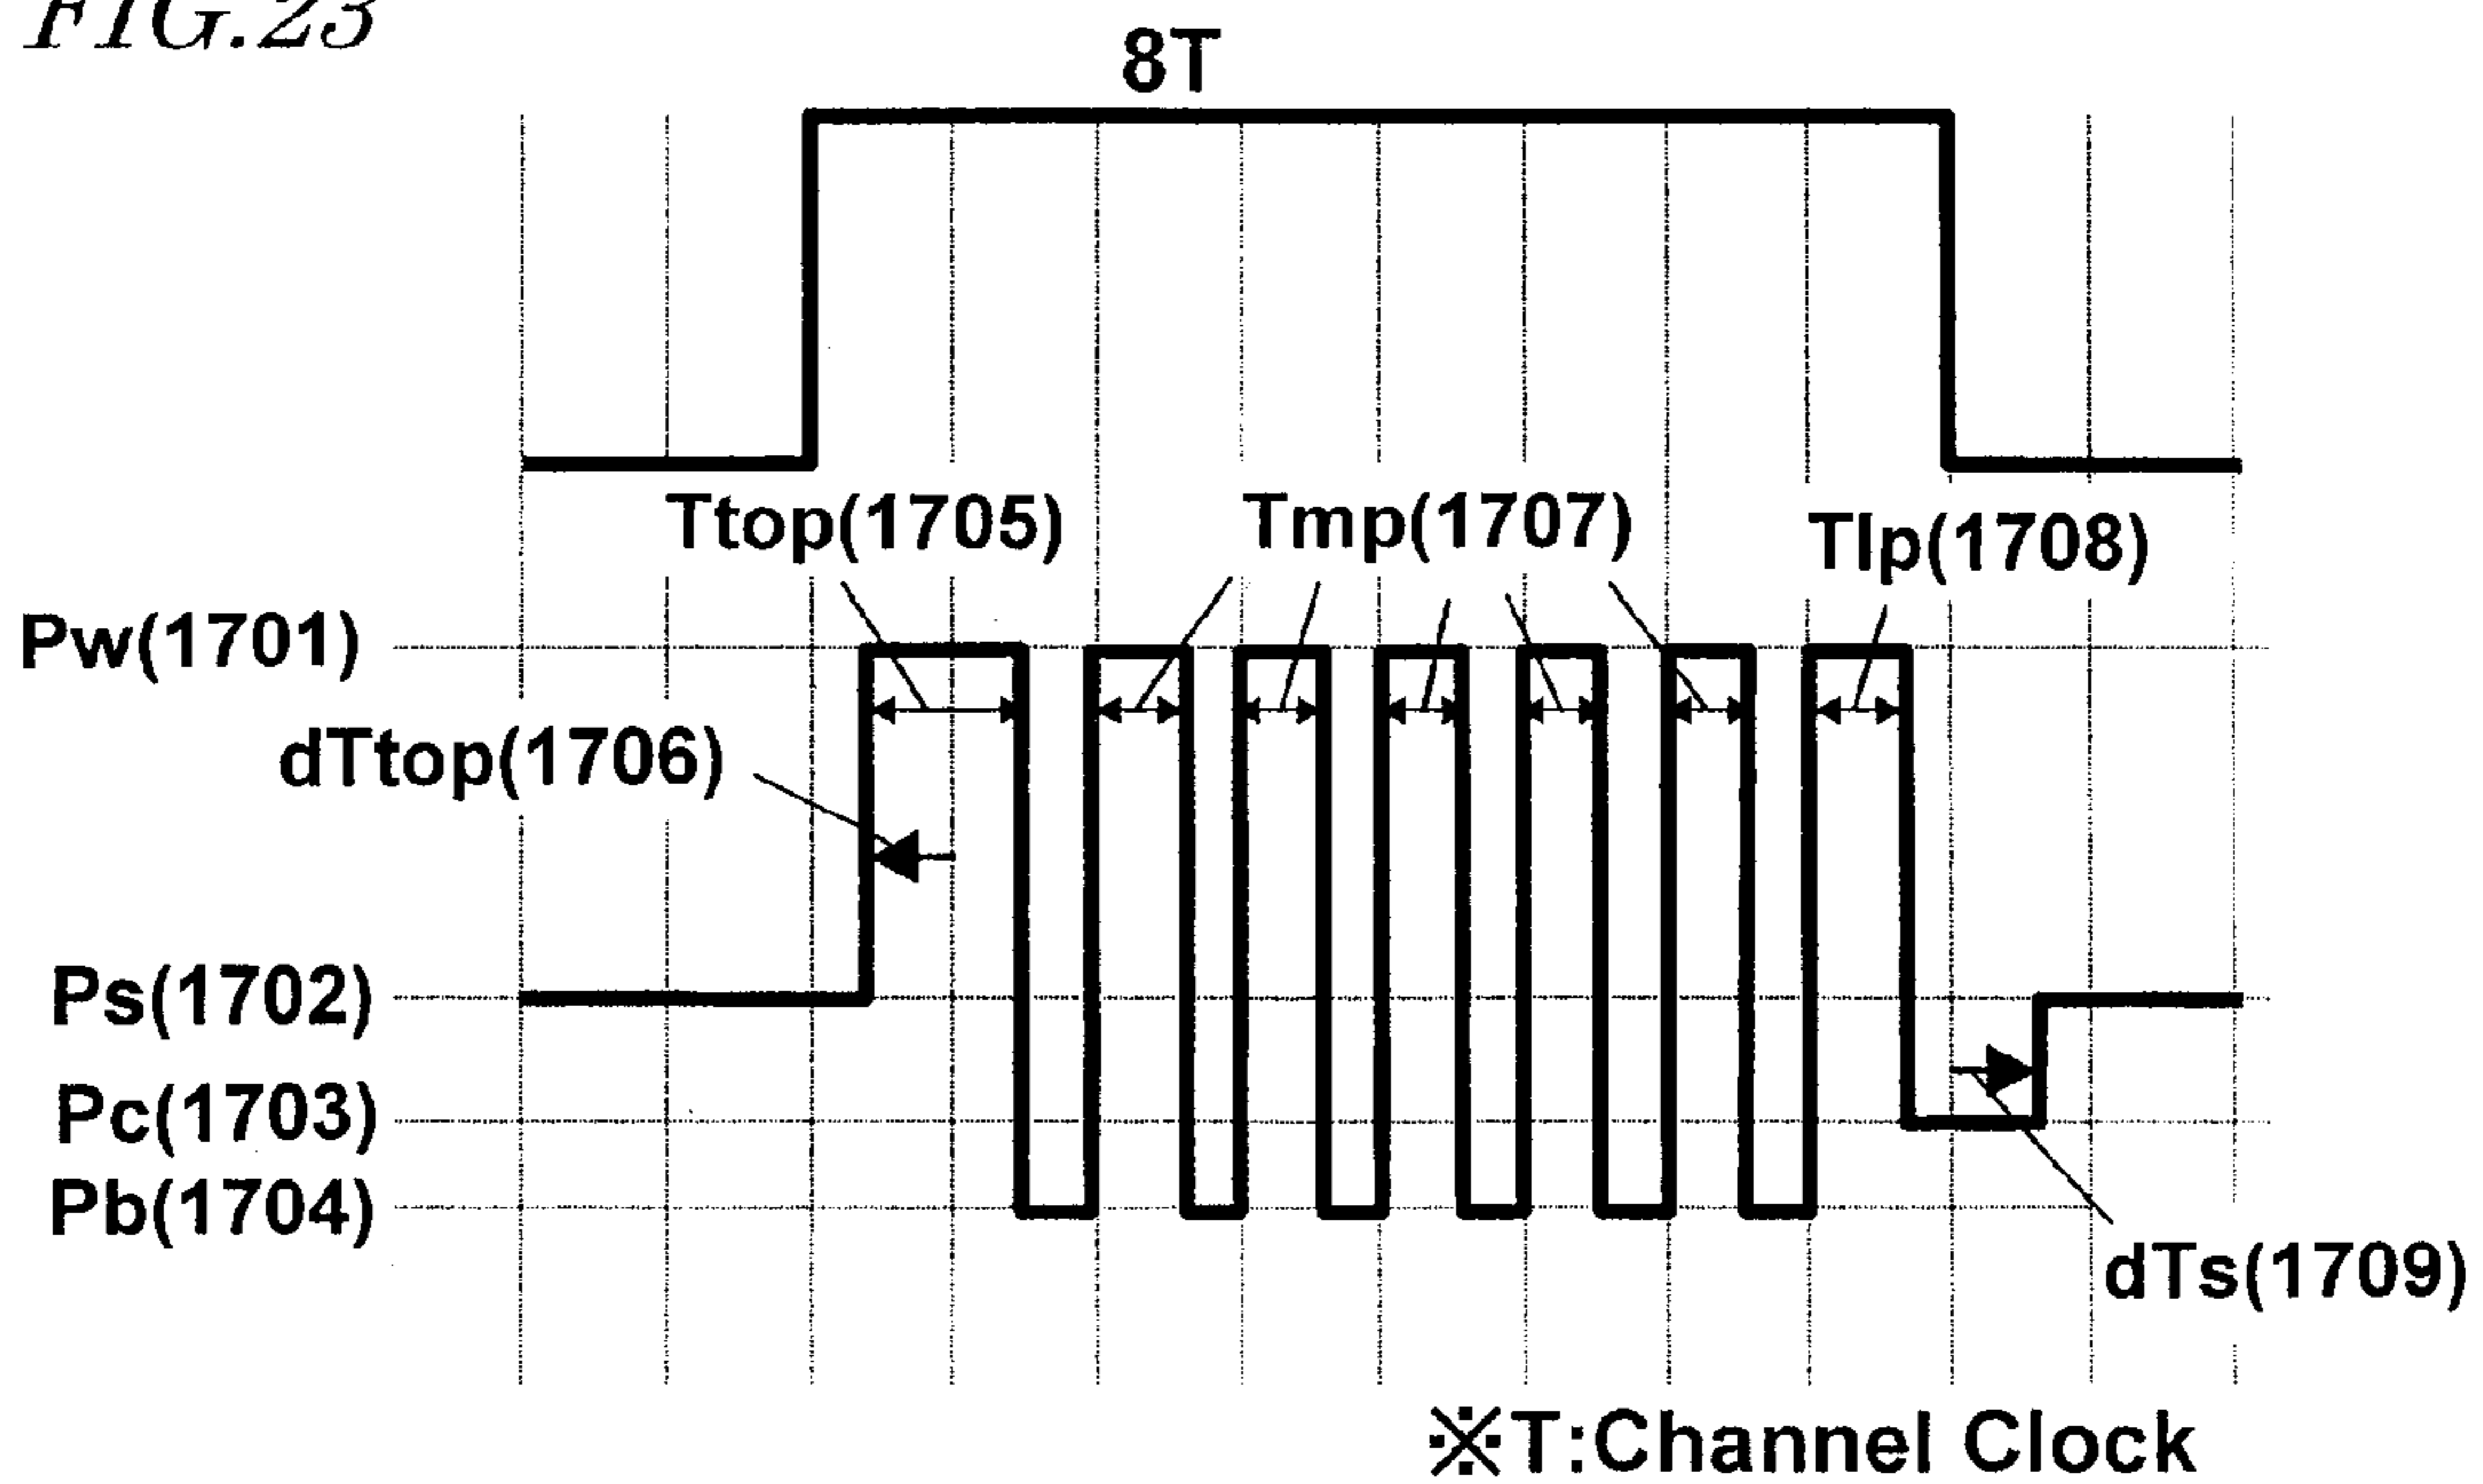 FIG.23
8T
Ttop(1705)
Tmp(1707)
Tlp(1708)
Pw(1701)
dTtop(1706)
Ps(1702)
Pc(1703)
Pb(1704)
dTs(1709)
※T:Channel Clock